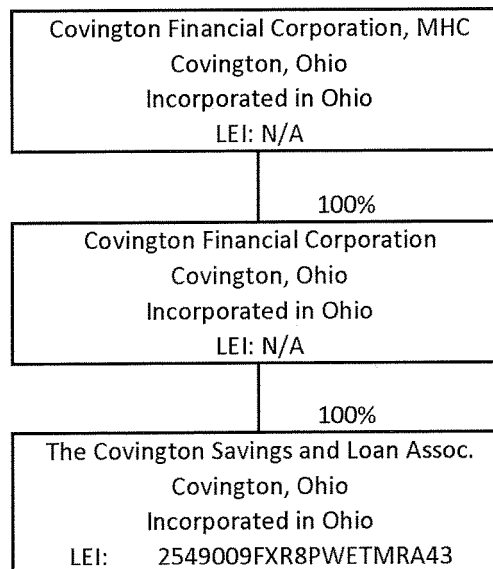 Covington Financial Corporation, MHC
Covington, Ohio
Incorporated in Ohio
LEI: N/A
100%
Covington Financial Corporation
Covington, Ohio
Incorporated in Ohio
LEI: N/A
100%
The Covington Savings and Loan Assoc.
Covington, Ohio
Incorporated in Ohio
LEI: 2549009FXR8PWETMRA43